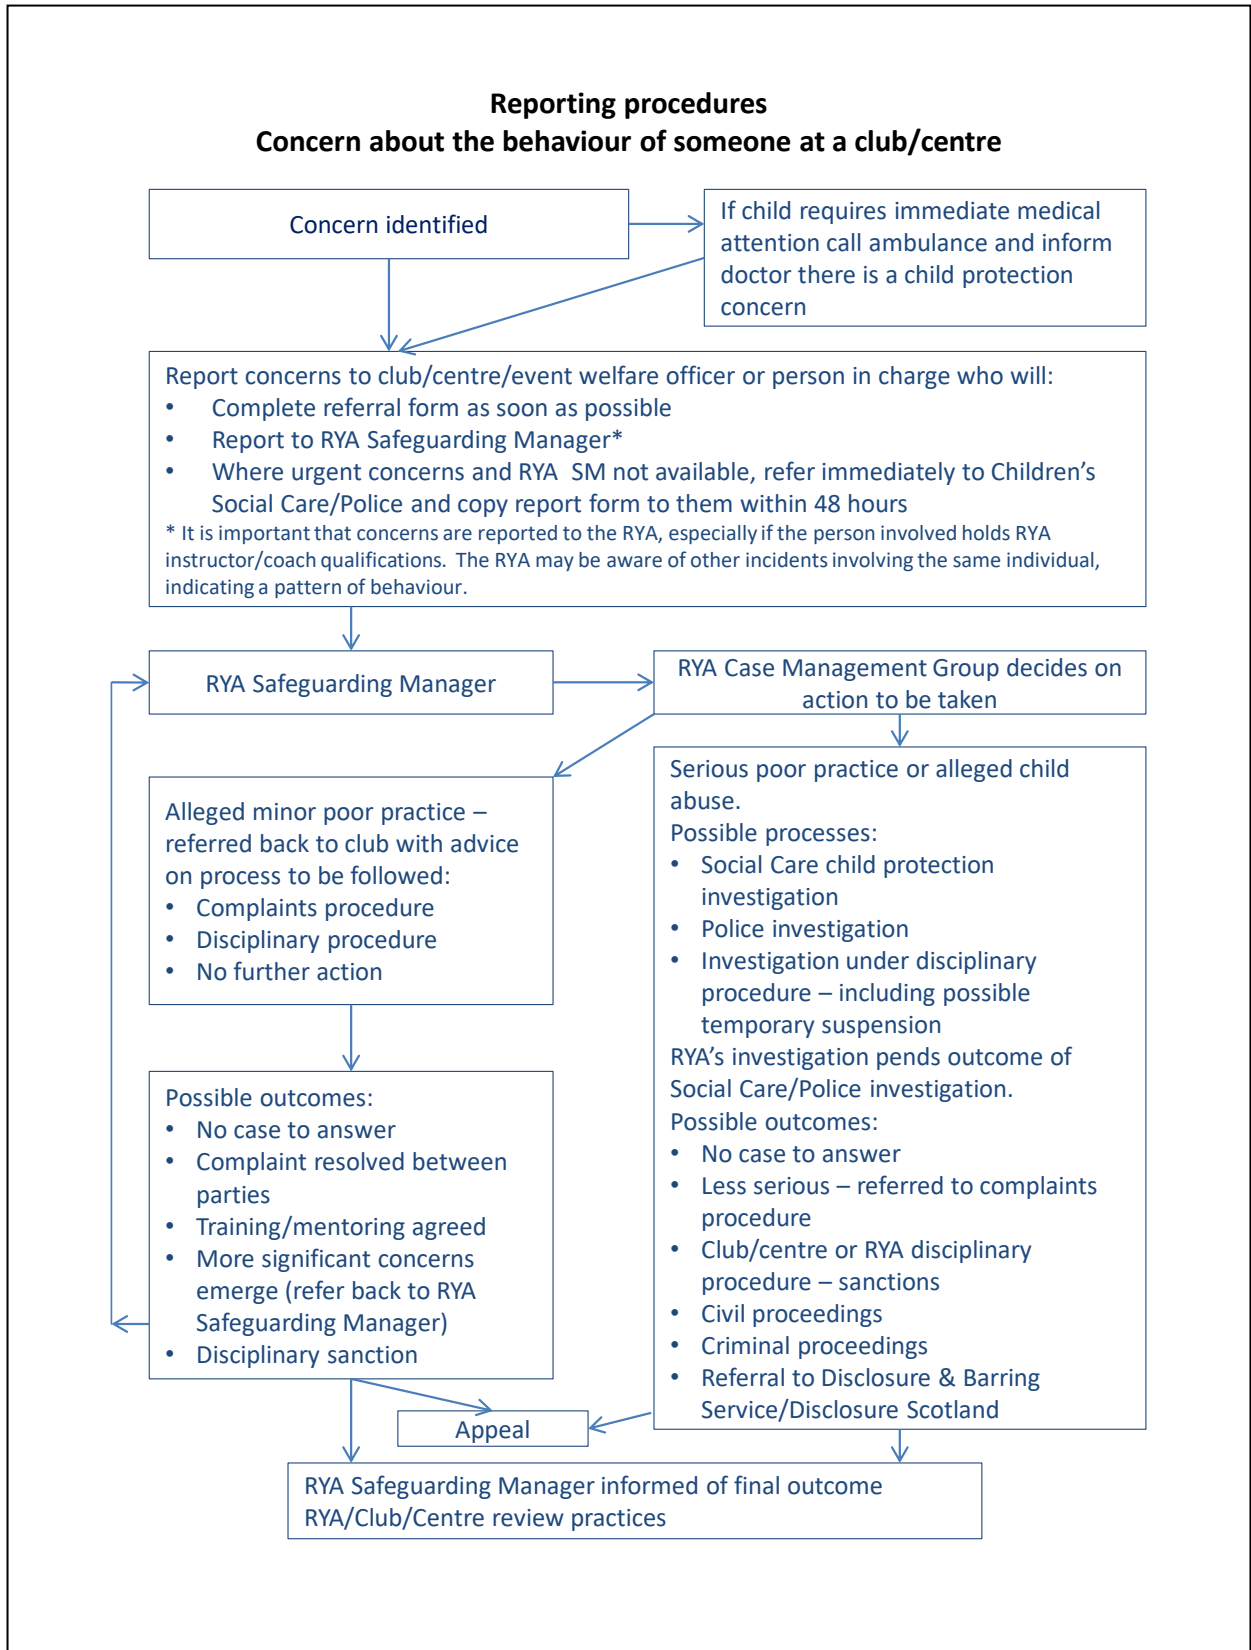 Reporting procedures
Concern about the behaviour of someone at a club/centre
Concern identified
If child requires immediate medical
attention call ambulance and inform
doctor there is a child protection
concern
Report concerns to club/centre/event welfare officer or person in charge who will:
• Complete referral form as soon as possible
• Report to RYA Safeguarding Manager*
• Where urgent concerns and RYA SM not available, refer immediately to Children’s
Social Care/Police and copy report form to them within 48 hours
* It is important that concerns are reported to the RYA, especially if the person involved holds RYA
instructor/coach qualifications. The RYA may be aware of other incidents involving the same individual,
indicating a pattern of behaviour.
RYA Safeguarding Manager
RYA Case Management Group decides on
action to be taken
Alleged minor poor practice –
referred back to club with advice
on process to be followed:
• Complaints procedure
• Disciplinary procedure
• No further action
Possible outcomes:
• No case to answer
• Complaint resolved between
parties
• Training/mentoring agreed
• More significant concerns
emerge (refer back to RYA
Safeguarding Manager)
• Disciplinary sanction
Serious poor practice or alleged child
abuse.
Possible processes:
• Social Care child protection
investigation
• Police investigation
• Investigation under disciplinary
procedure – including possible
temporary suspension
RYA’s investigation pends outcome of
Social Care/Police investigation.
Possible outcomes:
• No case to answer
• Less serious – referred to complaints
procedure
• Club/centre or RYA disciplinary
procedure – sanctions
• Civil proceedings
• Criminal proceedings
• Referral to Disclosure & Barring
Service/Disclosure Scotland
Appeal
RYA Safeguarding Manager informed of final outcome
RYA/Club/Centre review practices